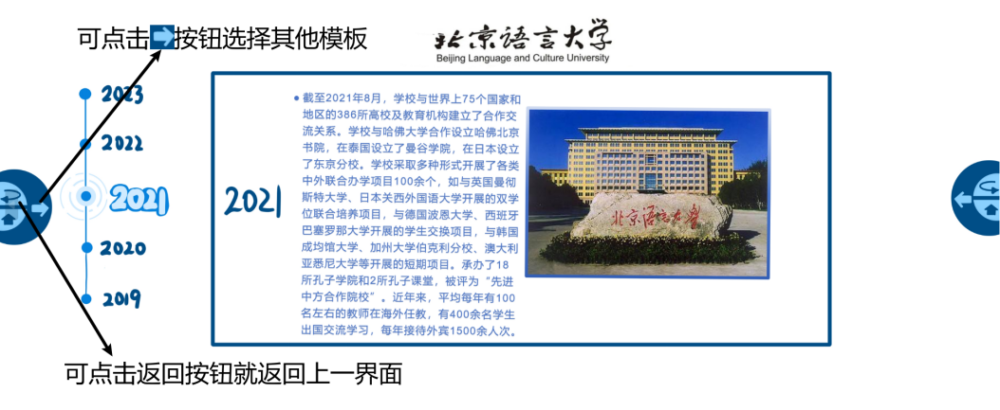 可点击➡按钮选择其他模板
北京语言大学
Beijing Language and Culture University
2023
2022
2021
2020
2019
2021
• 截至2021年8月，学校与世界上75个国家和
地区的386所高校及教育机构建立了合作交
流关系。学校与哈佛大学合作设立哈佛北京
书院，在泰国设立了曼谷学院，在日本设立
了东京分校。学校采取多种形式开展了各类
中外联合办学项目100余个，如与英国曼彻
斯特大学、日本关西外国语大学开展的双学
位联合培养项目，与德国波恩大学、西班牙
巴塞罗那大学开展的学生交换项目，与韩国
成均馆大学、加州大学伯克利分校、澳大利
亚悉尼大学等开展的短期项目。承办了18
所孔子学院和2所孔子课堂，被评为“先进
中方合作院校”。近年来，平均每年有100
名左右的教师在海外任教，有400余名学生
出国交流学习，每年接待外宾1500余人次。
北京语言大学
可点击返回按钮就返回上一界面